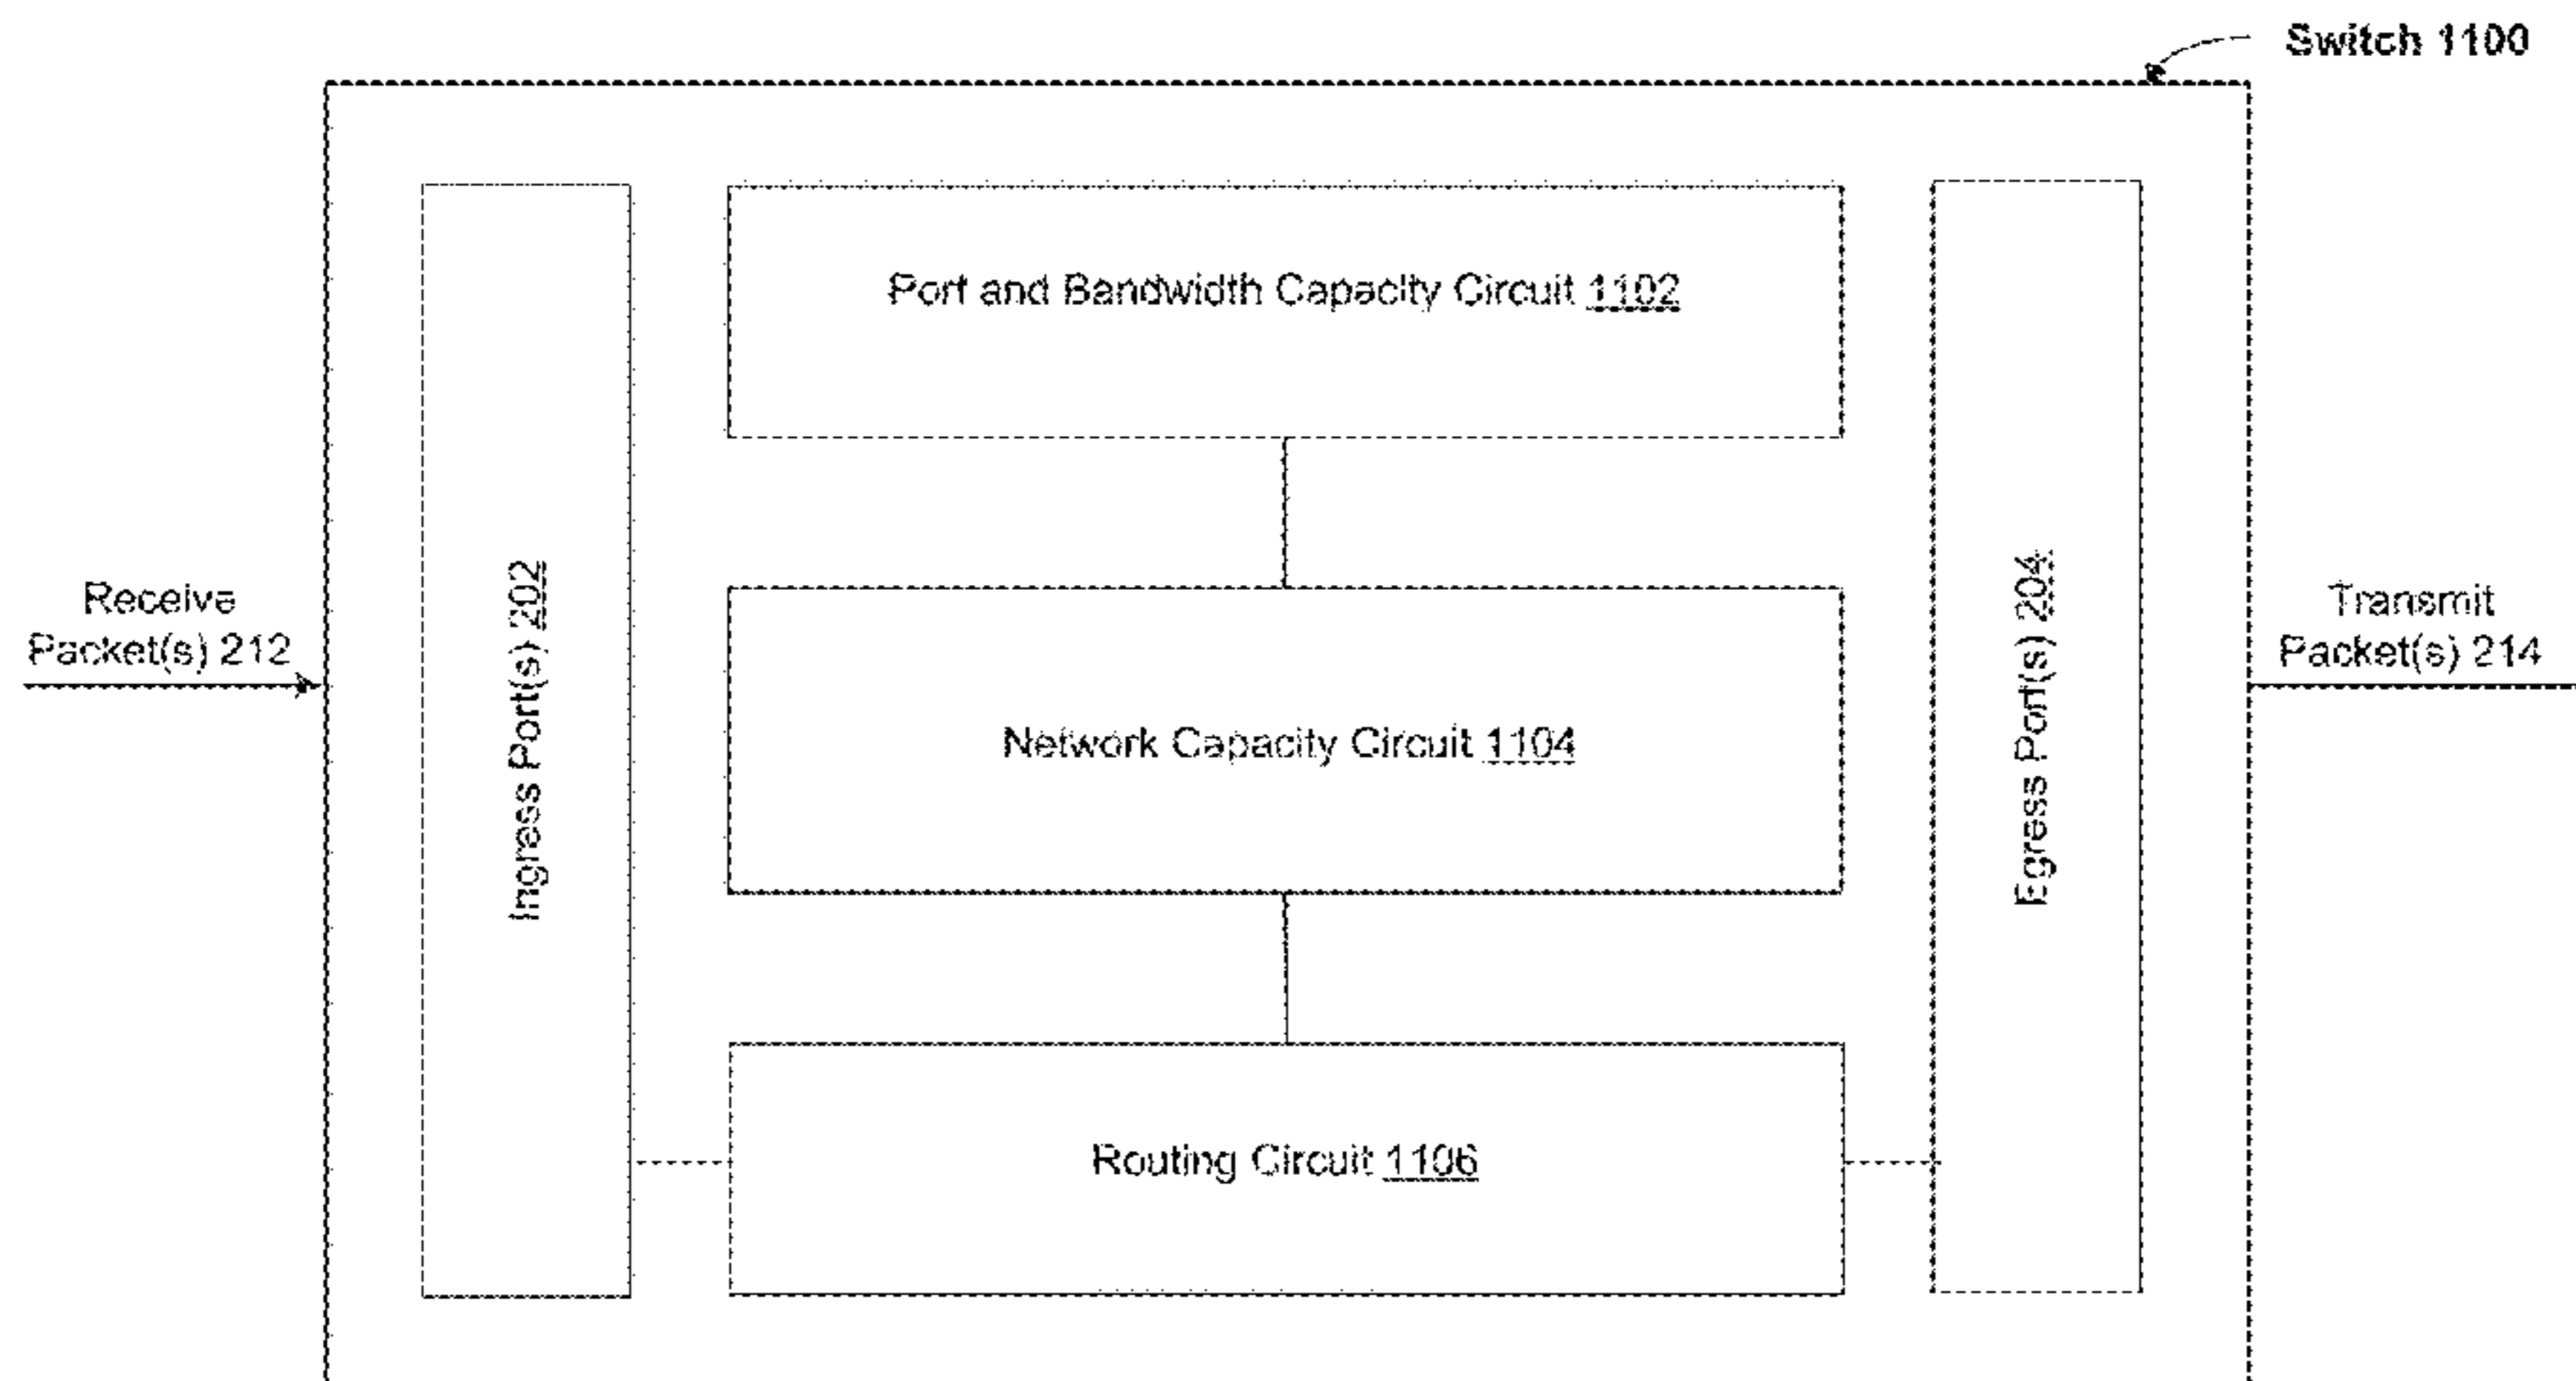 Switch 1100
Port and Bandwidth Capacity Circuit 1102
Receive
Packet(s) 212
Ingress Port(s) 202
Network Capacity Circuit 1104
Egress Port(s) 204
Transmit
Packet(s) 214
Routing Circuit 1106